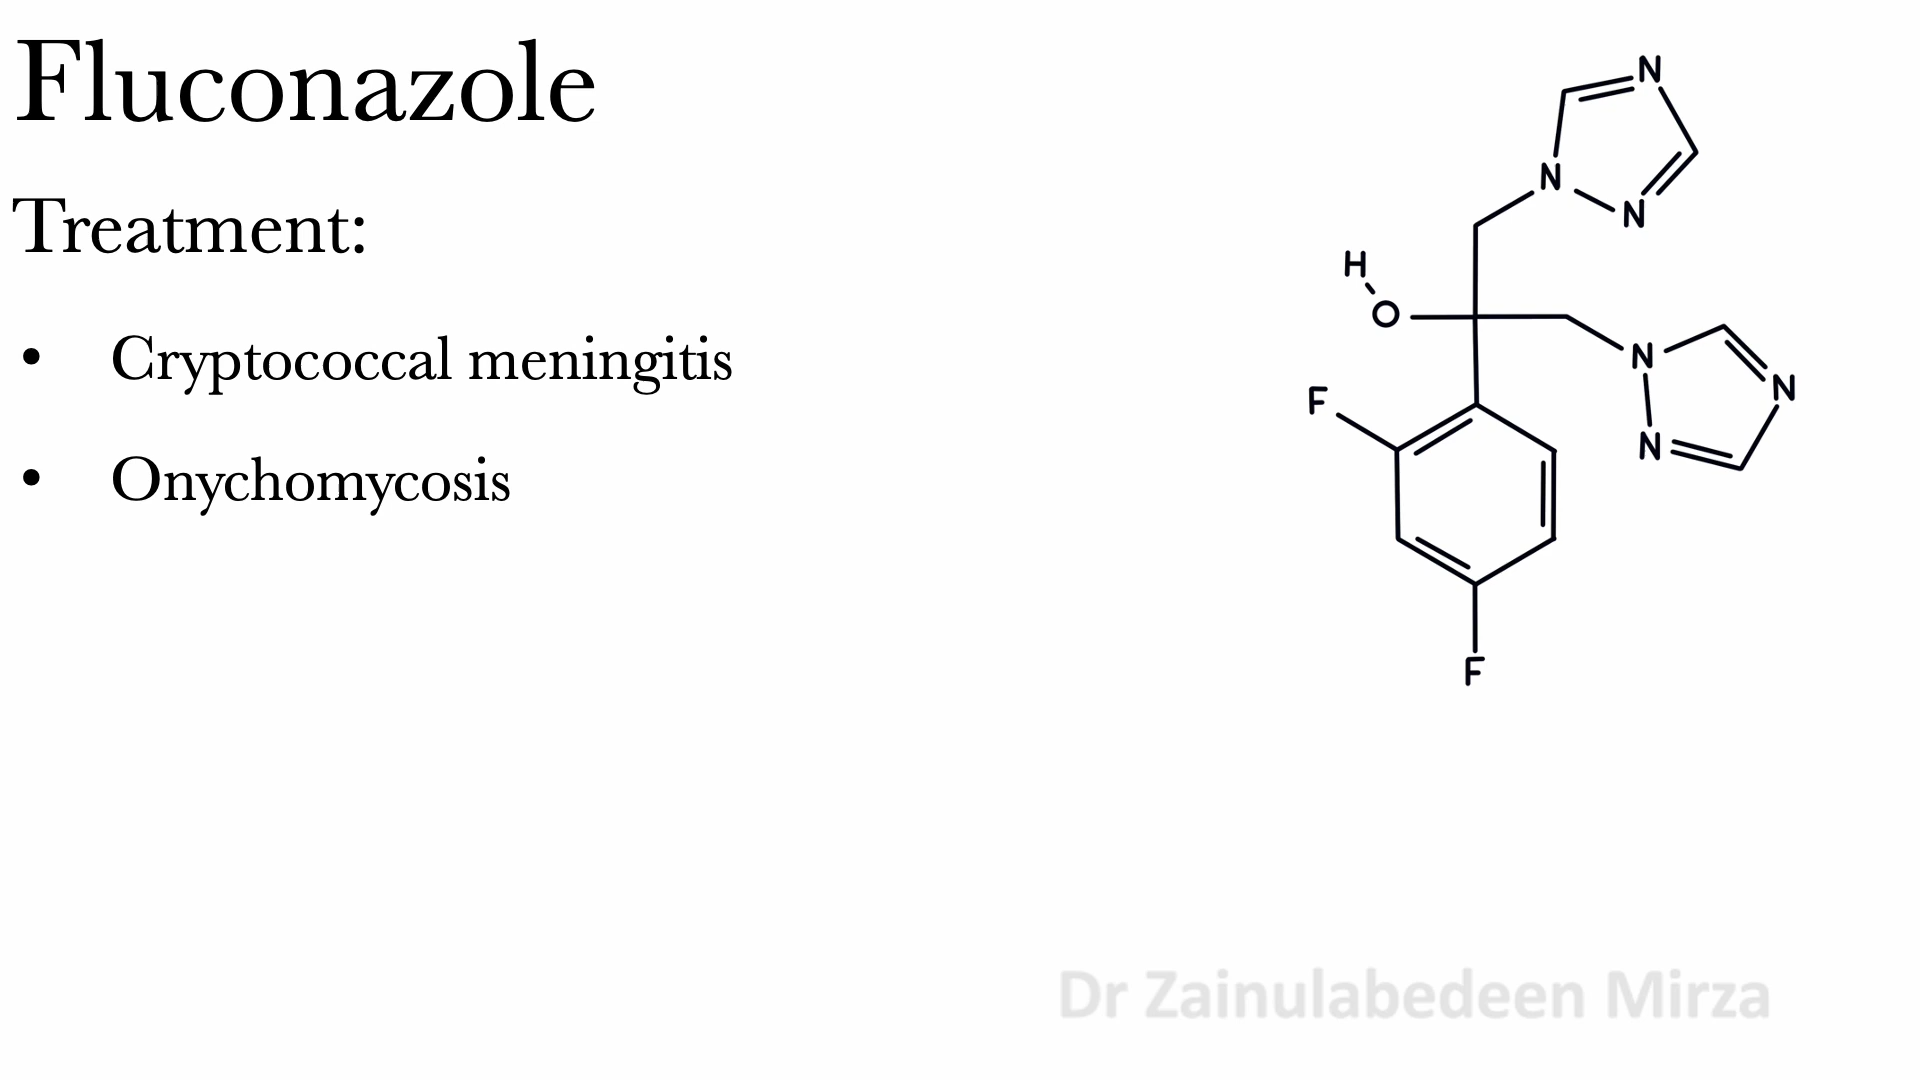 Fluconazole
Treatment:
• Cryptococcal meningitis
• Onychomycosis
N
N
N
H
O
N
N
N
F
F
Dr Zainulabedeen Mirza